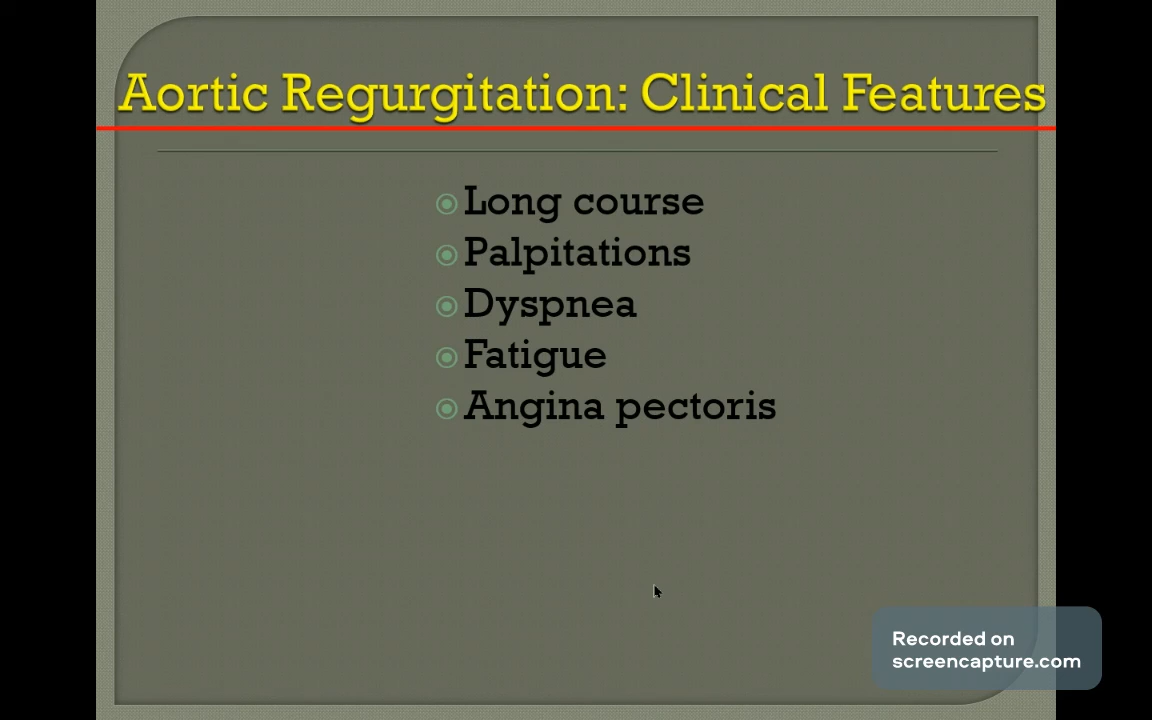 Aortic Regurgitation: Clinical Features
Long course
Palpitations
Dyspnea
Fatigue
Angina pectoris
Recorded on
screencapture.com